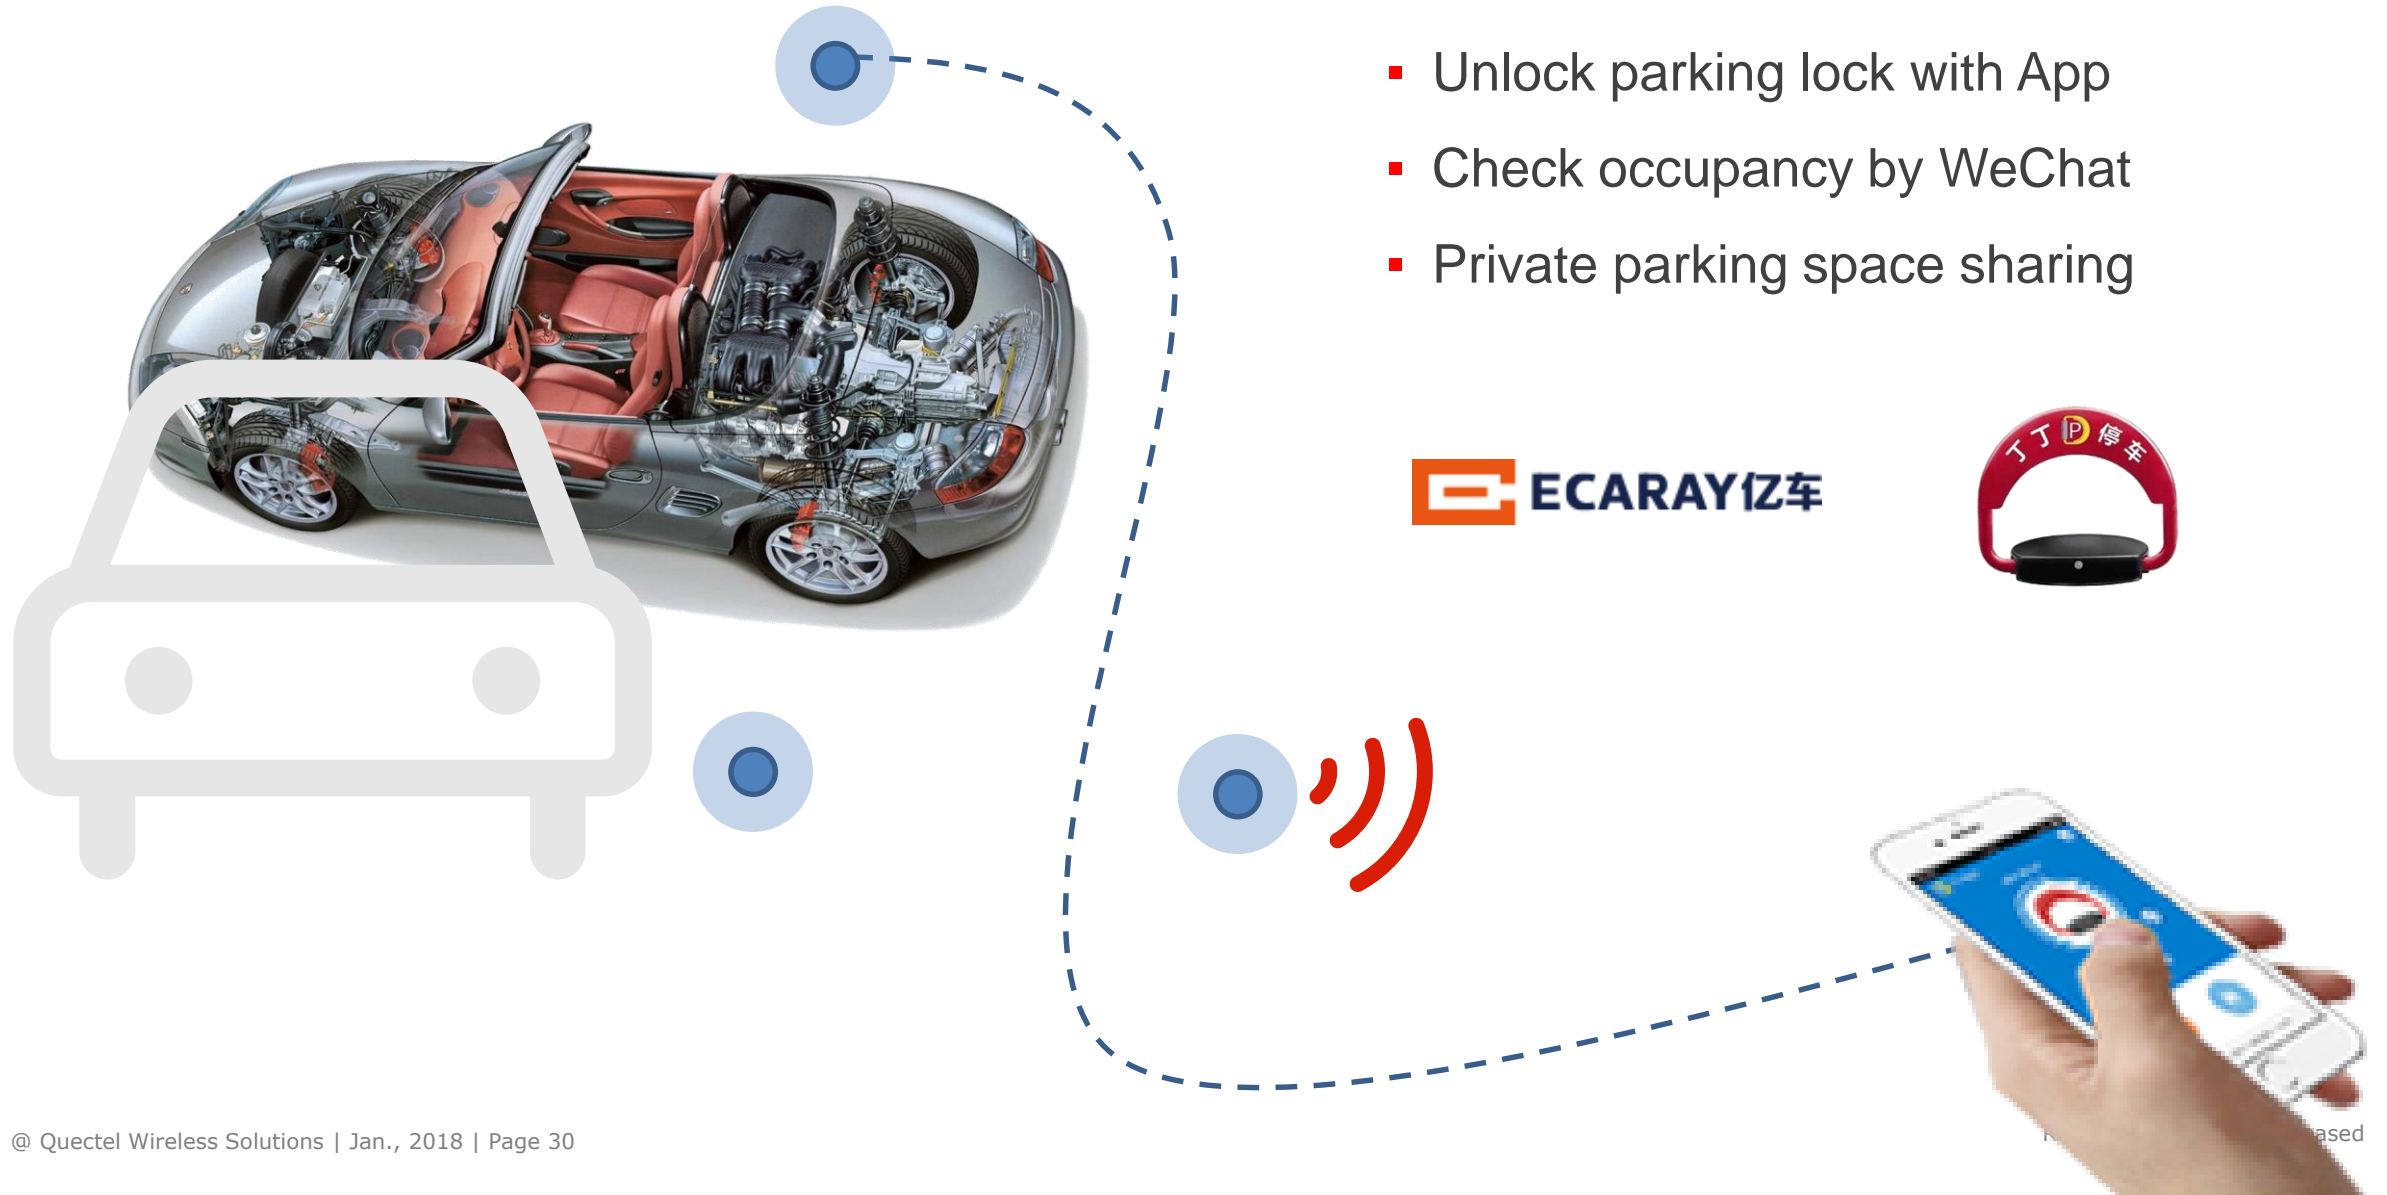 Unlock parking lock with App
Check occupancy by WeChat
Private parking space sharing
ECARAY亿车
丁丁P停车
@ Quectel Wireless Solutions | Jan., 2018 | Page 30